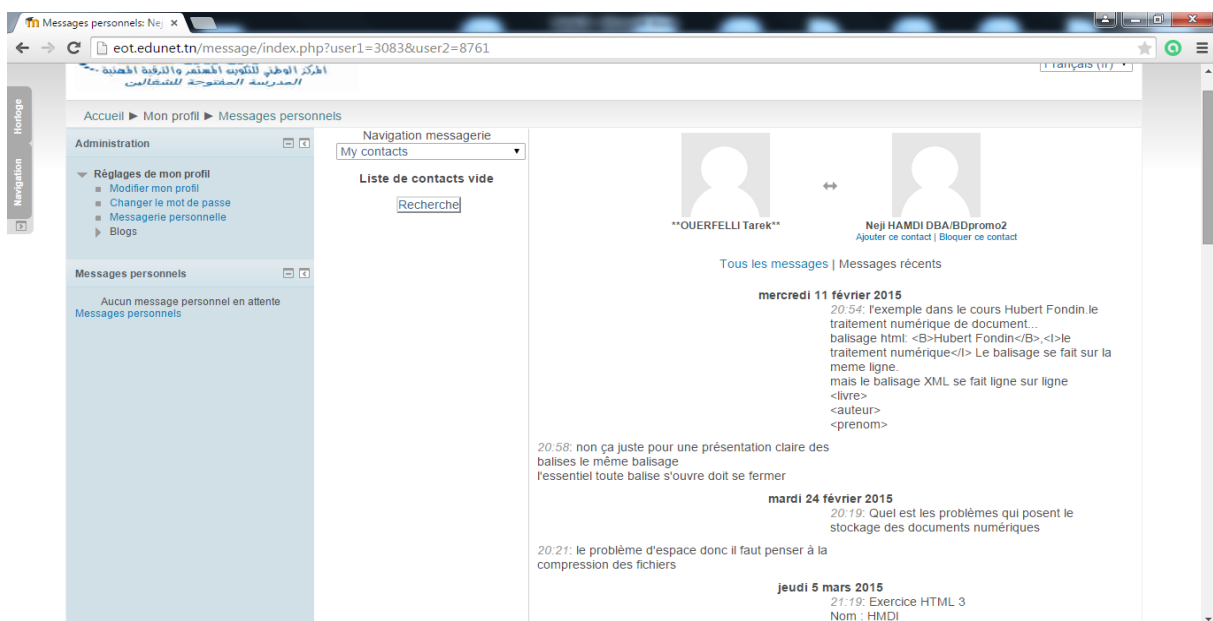 Messages personnels: Nej
eot.edunet.tn/message/index.php?user1=3083&user2=8761
المركز الوطني للتكوين المستمر والترقية المهنية
المدرسة المفتوحة للشغالين
Français (fr)
Horloge
Navigation
Accueil ► Mon profil ► Messages personnels
Administration
Réglages de mon profil
Modifier mon profil
Changer le mot de passe
Messagerie personnelle
Blogs
Messages personnels
Aucun message personnel en attente
Messages personnels
Navigation messagerie
My contacts
Liste de contacts vide
Recherche
**OUERFELLI Tarek**
Neji HAMDI DBA/BDpromo2
Ajouter ce contact | Bloquer ce contact
Tous les messages | Messages récents
mercredi 11 février 2015
20:54: l'exemple dans le cours Hubert Fondin.le
traitement numérique de document...
balisage html: <B>Hubert Fondin</B>,<I>le
traitement numérique</I> Le balisage se fait sur la
meme ligne.
mais le balisage XML se fait ligne sur ligne
<livre>
<auteur>
<prenom>
20:58: non ça juste pour une présentation claire des
balises le même balisage
l'essentiel toute balise s'ouvre doit se fermer
mardi 24 février 2015
20:19: Quel est les problèmes qui posent le
stockage des documents numériques
20:21: le problème d'espace donc il faut penser à la
compression des fichiers
jeudi 5 mars 2015
21:19: Exercice HTML 3
Nom : HMDI